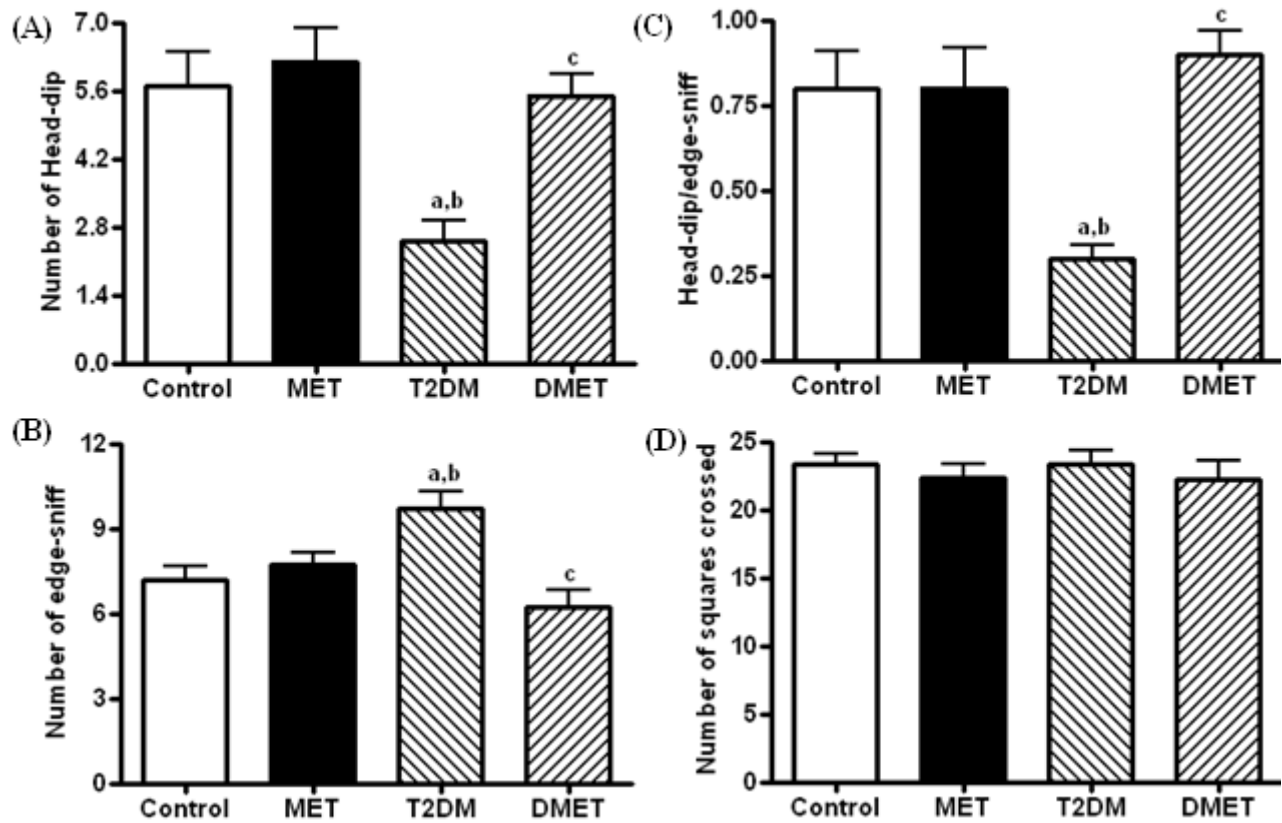 (A)
Number of Head-dip
7.0
5.6
4.2
2.8
1.4
0.0
a,b
c
Control MET T2DM DMET
(C)
Head-dip/edge-sniff
1.00
0.75
0.50
0.25
0.00
a,b
c
Control MET T2DM DMET
(B)
Number of edge-sniff
12
9
6
3
0
a,b
c
Control MET T2DM DMET
(D)
Number of squares crossed
25
20
15
10
5
0
Control MET T2DM DMET